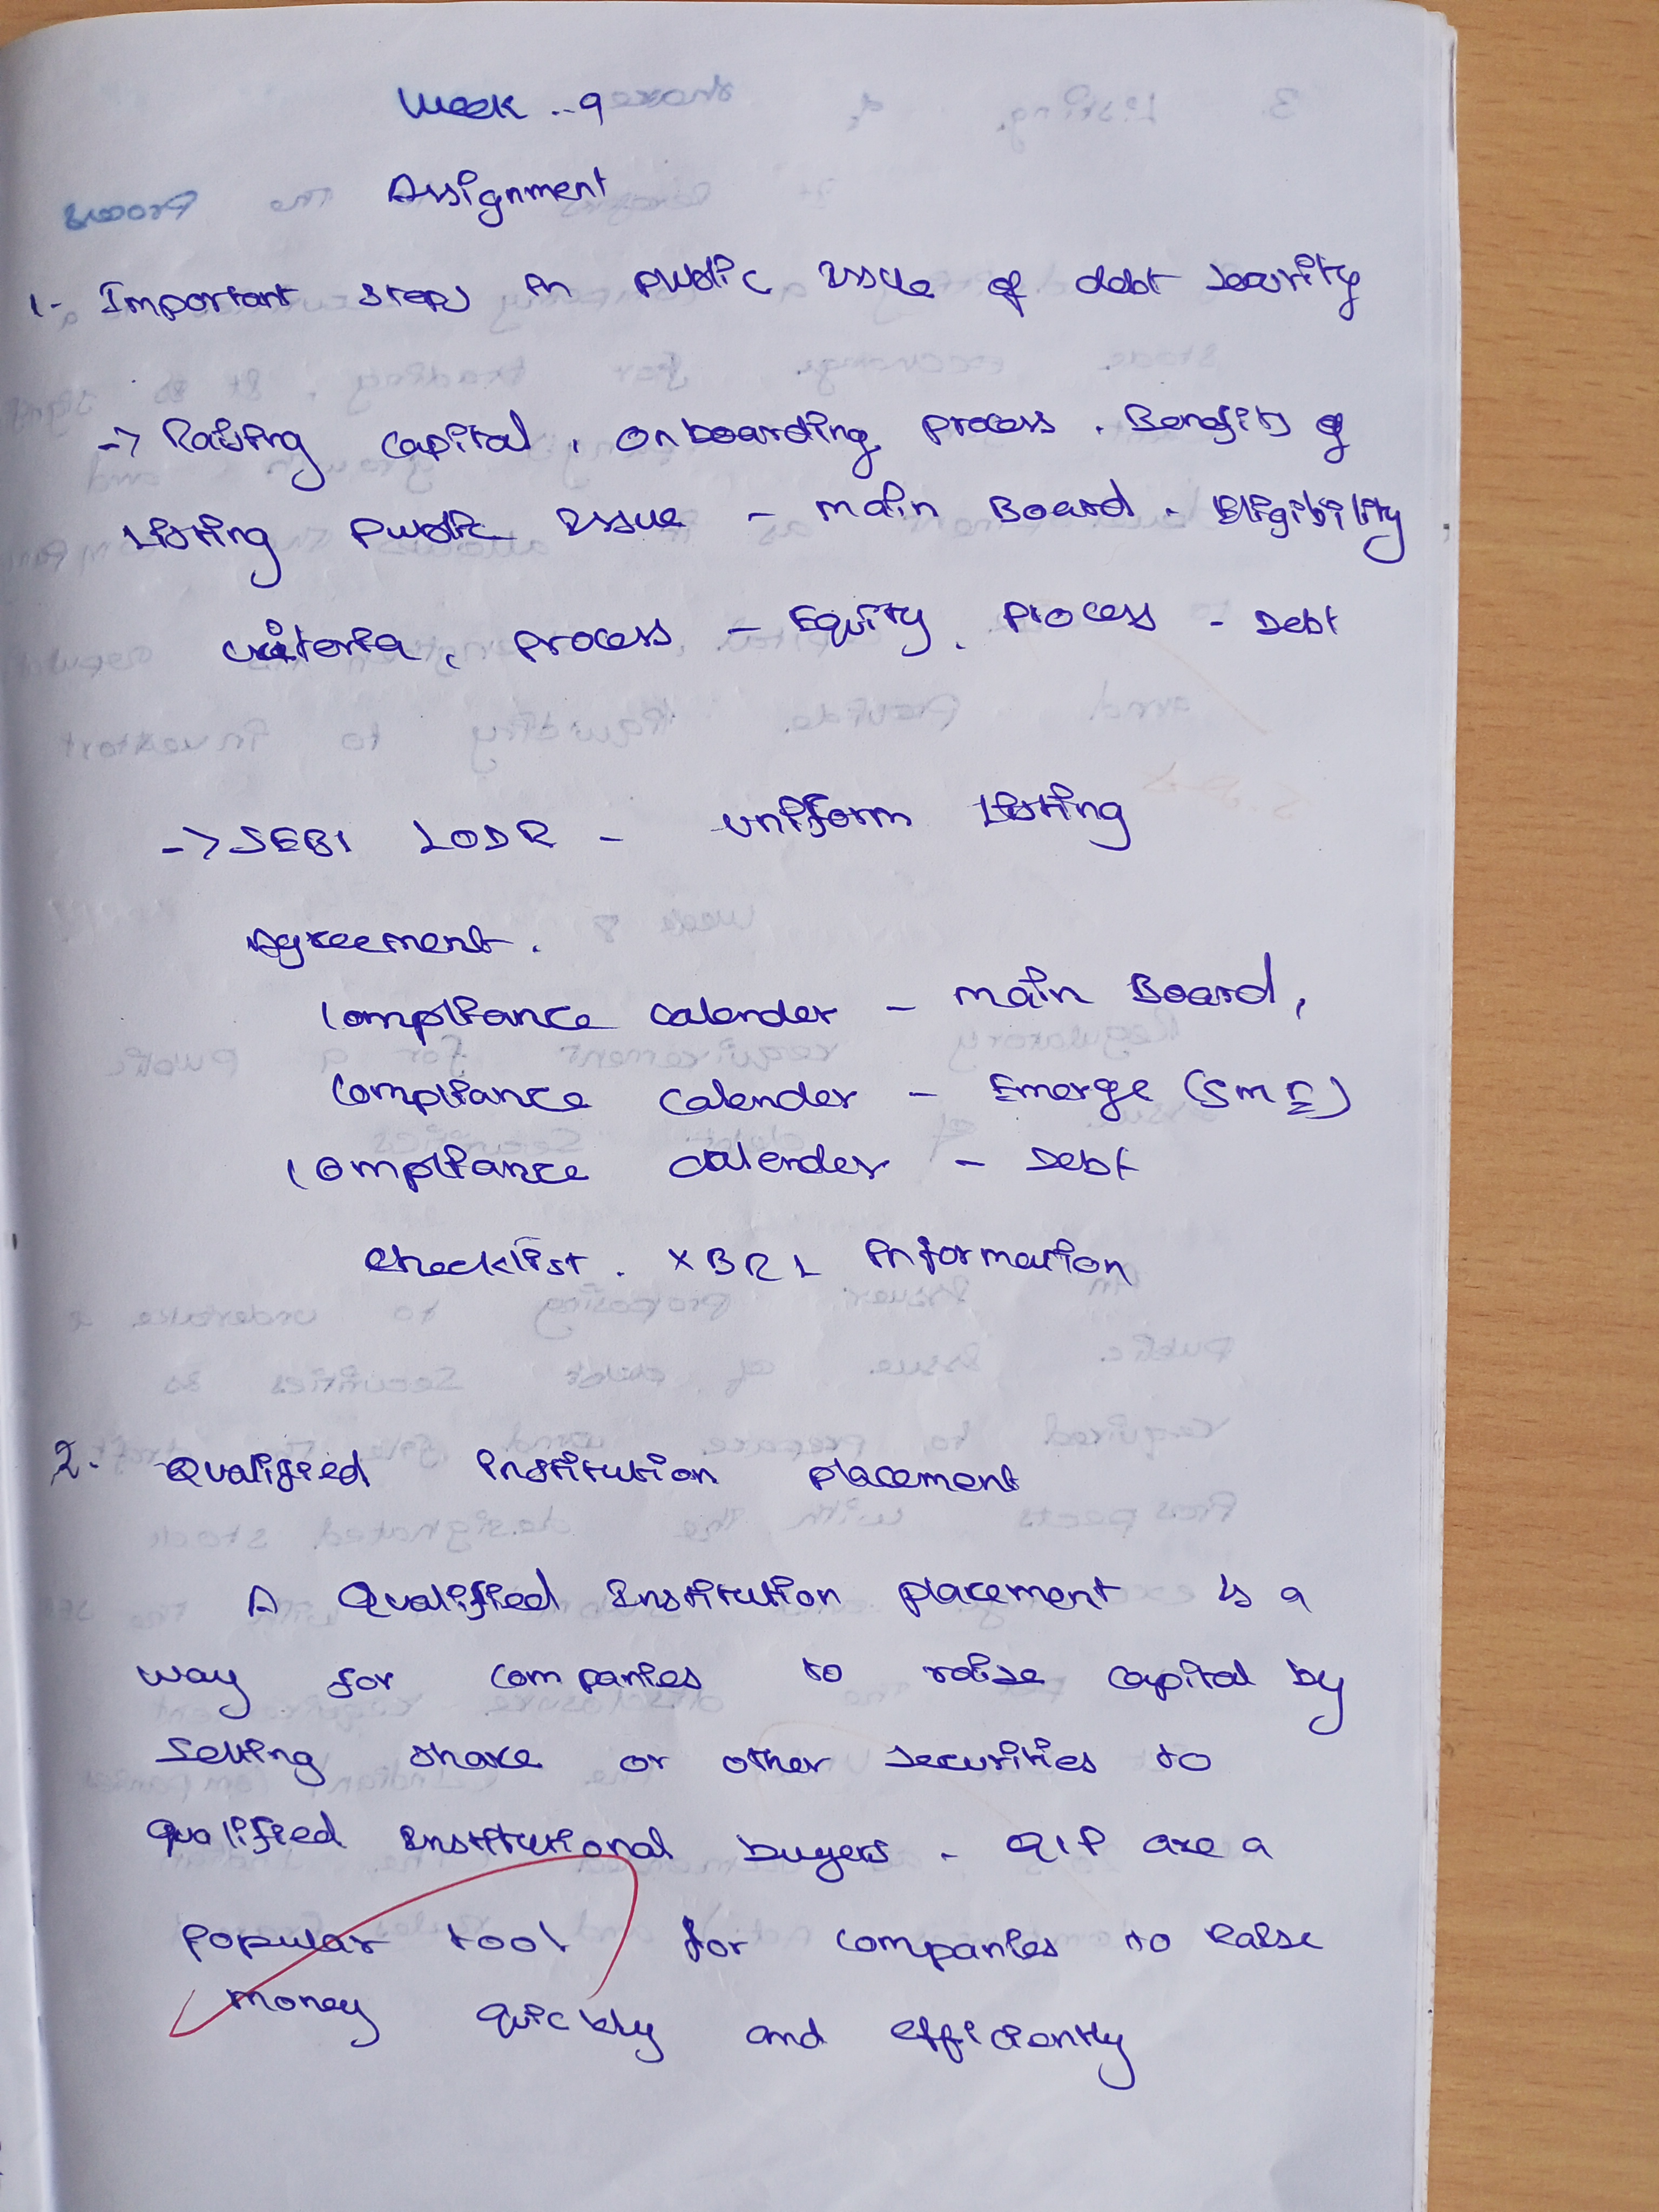 Week - 9
Assignment
1- Important steps in public issue of debt security
-> Raising capital, onboarding process. Benefits of
Listing public Issue - main Board - Eligibility
criteria, process, - Equity, process - Debt
-> SEBI LODR - uniform Listing
Agreement.
Compliance calender - main Board,
Compliance calender - Emerge (SME)
Compliance calender - Debt
Checklist. XBRL information
2. Qualified institution placement
A Qualified Institution placement is a
way for companies to raise capital by
Selling share or other securities to
qualified institutional buyers. QIP are a
popular tool for companies to raise
money quickly and efficiently